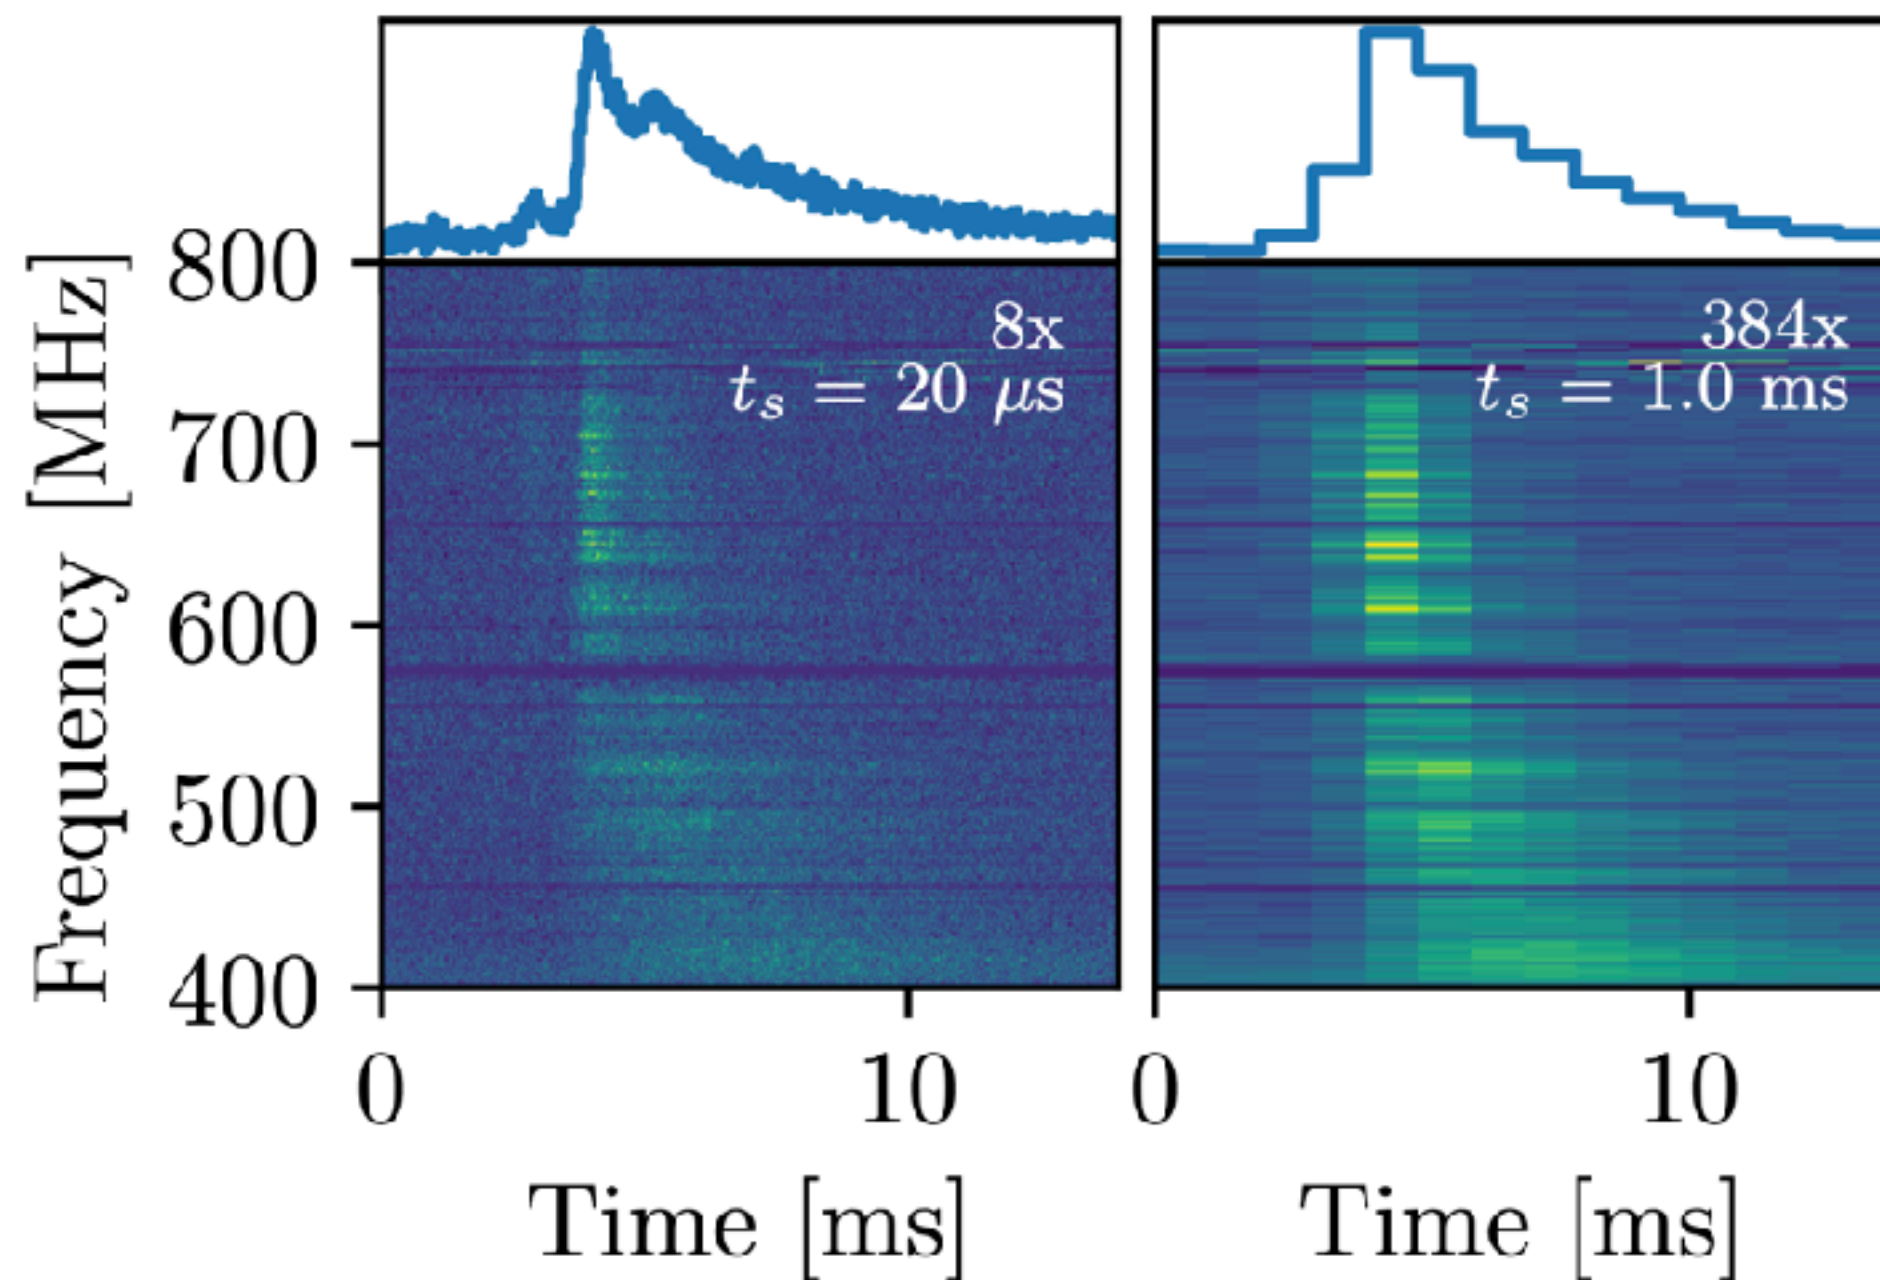 Frequency [MHz]
800
700
600
500
400
8x
t_s = 20 μs
0
10
Time [ms]
384x
t_s = 1.0 ms
0
10
Time [ms]